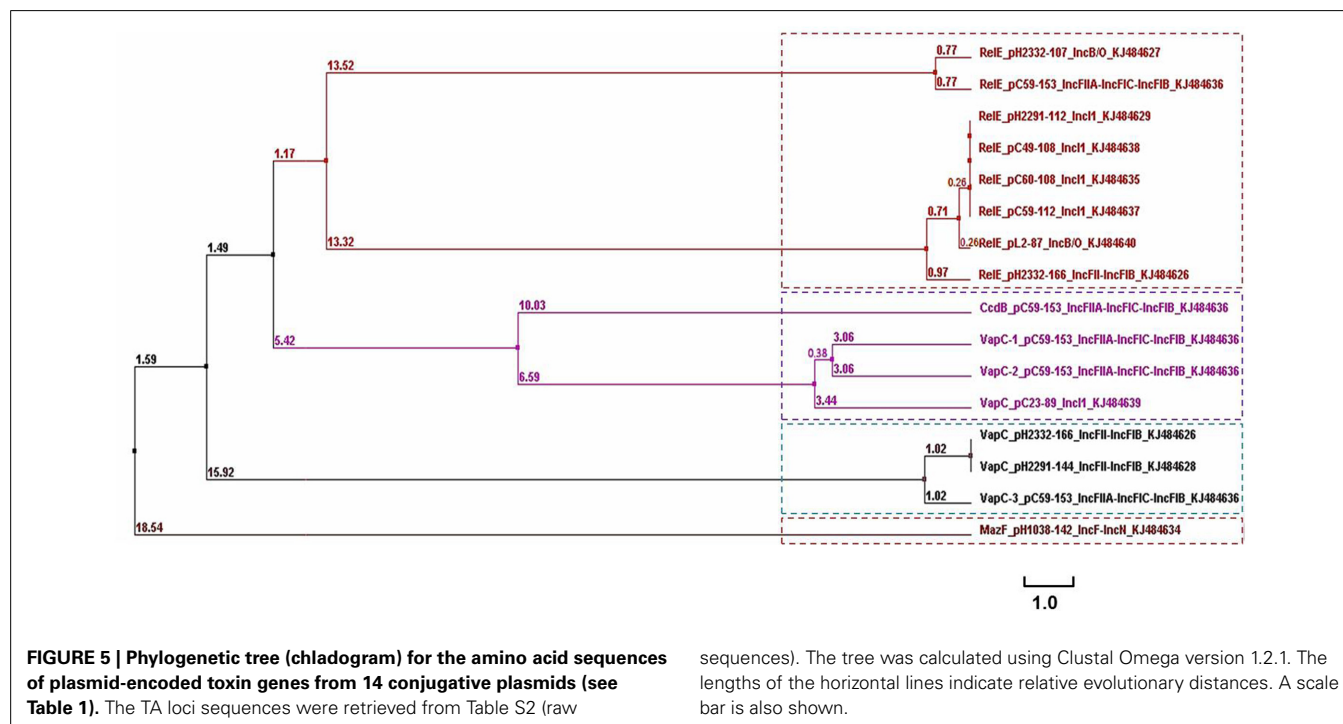 0.77
RelE_pH2332-107_IncB/O_KJ484627
13.52
0.77
RelE_pC59-153_IncFIIA-IncFIC-IncFIB_KJ484636
RelE_pH2291-112_IncI1_KJ484629
1.17
RelE_pC49-108_IncI1_KJ484638
0.26
RelE_pC60-108_IncI1_KJ484635
0.71
RelE_pC59-112_IncI1_KJ484637
13.32
0.26
RelE_pL2-87_IncB/O_KJ484640
1.49
0.97
RelE_pH2332-166_IncFII-IncFIB_KJ484626
10.03
CcdB_pC59-153_IncFIIA-IncFIC-IncFIB_KJ484636
5.42
3.06
VapC-1_pC59-153_IncFIIA-IncFIC-IncFIB_KJ484636
0.38
1.59
3.06
VapC-2_pC59-153_IncFIIA-IncFIC-IncFIB_KJ484636
6.59
3.44
VapC_pC23-89_IncI1_KJ484639
VapC_pH2332-166_IncFII-IncFIB_KJ484626
1.02
VapC_pH2291-144_IncFII-IncFIB_KJ484628
15.92
1.02
VapC-3_pC59-153_IncFIIA-IncFIC-IncFIB_KJ484636
18.54
MazF_pH1038-142_IncF-IncN_KJ484634
1.0
FIGURE 5 | Phylogenetic tree (chladogram) for the amino acid sequences
of plasmid-encoded toxin genes from 14 conjugative plasmids (see
Table 1). The TA loci sequences were retrieved from Table S2 (raw
sequences). The tree was calculated using Clustal Omega version 1.2.1. The
lengths of the horizontal lines indicate relative evolutionary distances. A scale
bar is also shown.